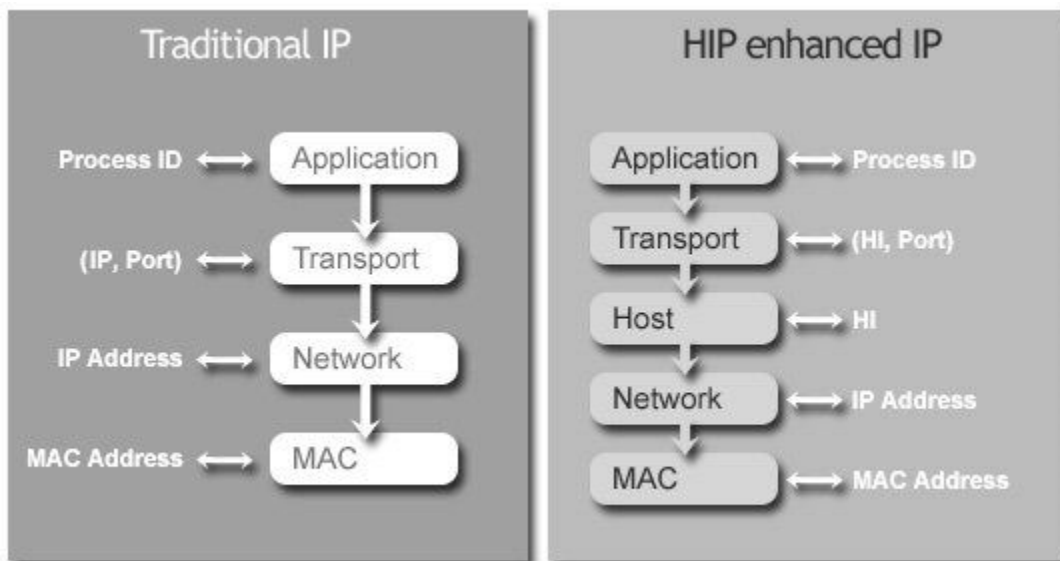 Traditional IP
Process ID
Application
(IP, Port)
Transport
IP Address
Network
MAC Address
MAC
HIP enhanced IP
Application
Process ID
Transport
(HI, Port)
Host
HI
Network
IP Address
MAC
MAC Address